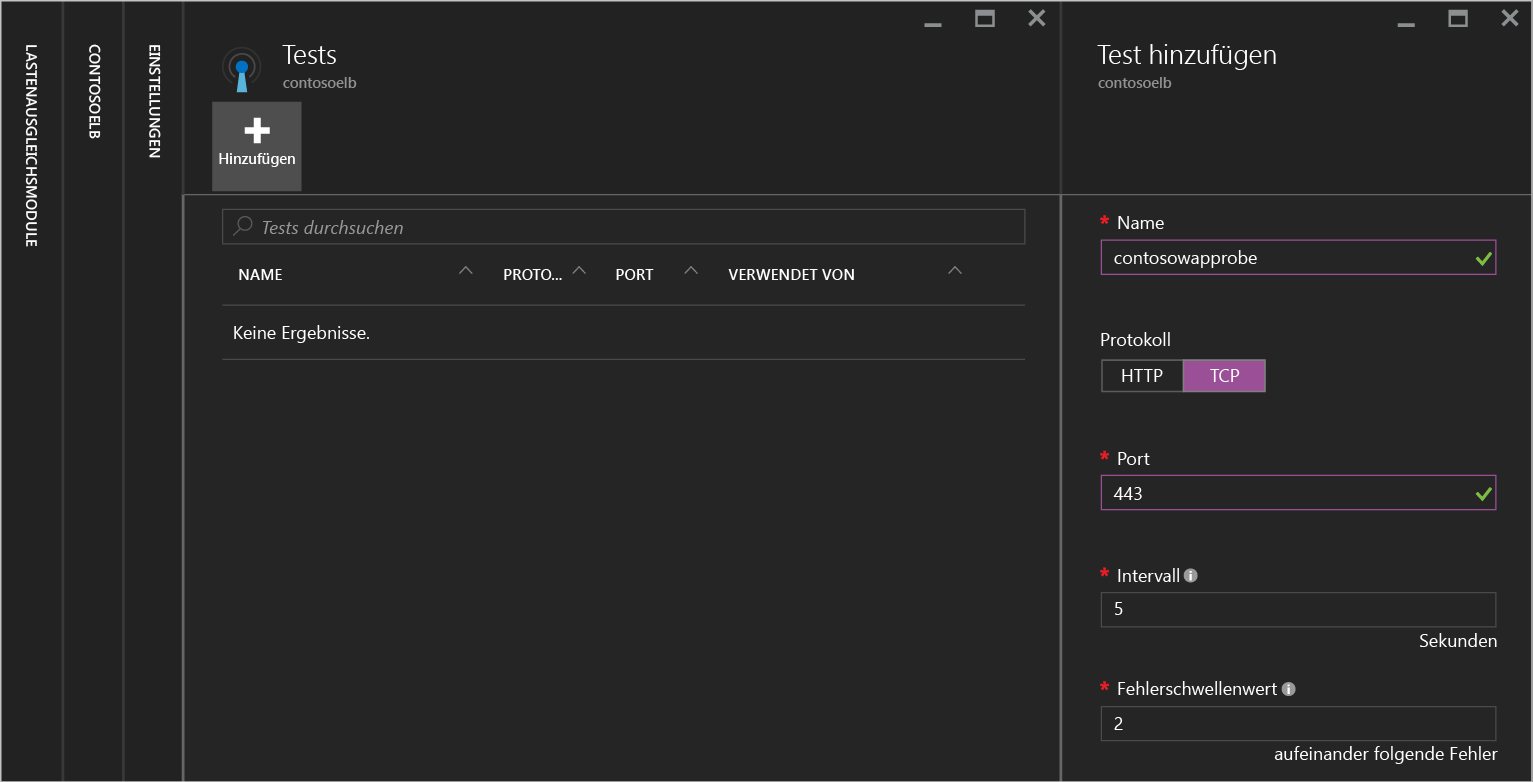 LASTENAUSGLEICHSMODULE
CONTOSOELB
EINSTELLUNGEN
Tests
contosoelb
Hinzufügen
Tests durchsuchen
NAME PROTO... PORT VERWENDET VON
Keine Ergebnisse.
Test hinzufügen
contosoelb
* Name
contosowapprobe
Protokoll
HTTP TCP
* Port
443
* Intervall
5
Sekunden
* Fehlerschwellenwert
2
aufeinander folgende Fehler